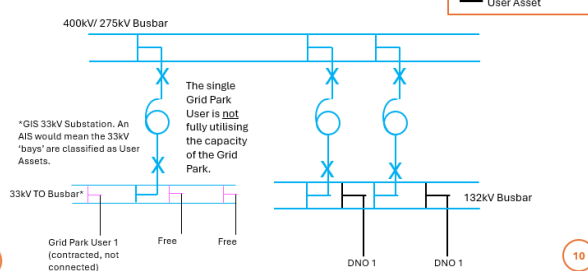 User Asset
400kV/ 275kV Busbar
The single
Grid Park
User is not
fully utilising
the capacity
of the Grid
Park.
*GIS 33kV Substation. An
AIS would mean the 33kV
‘bays’ are classified as User
Assets.
33kV TO Busbar*
132kV Busbar
Grid Park User 1
(contracted, not
connected)
Free
Free
DNO 1
DNO 1
10